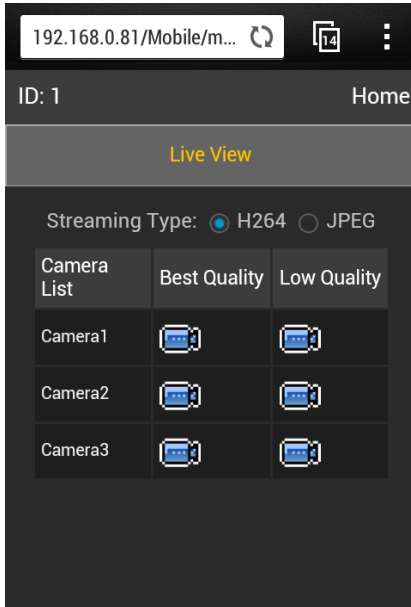 192.168.0.81/Mobile/m... 14
ID: 1 Home
Live View
Streaming Type: H264 JPEG
Camera List Best Quality Low Quality
Camera1
Camera2
Camera3